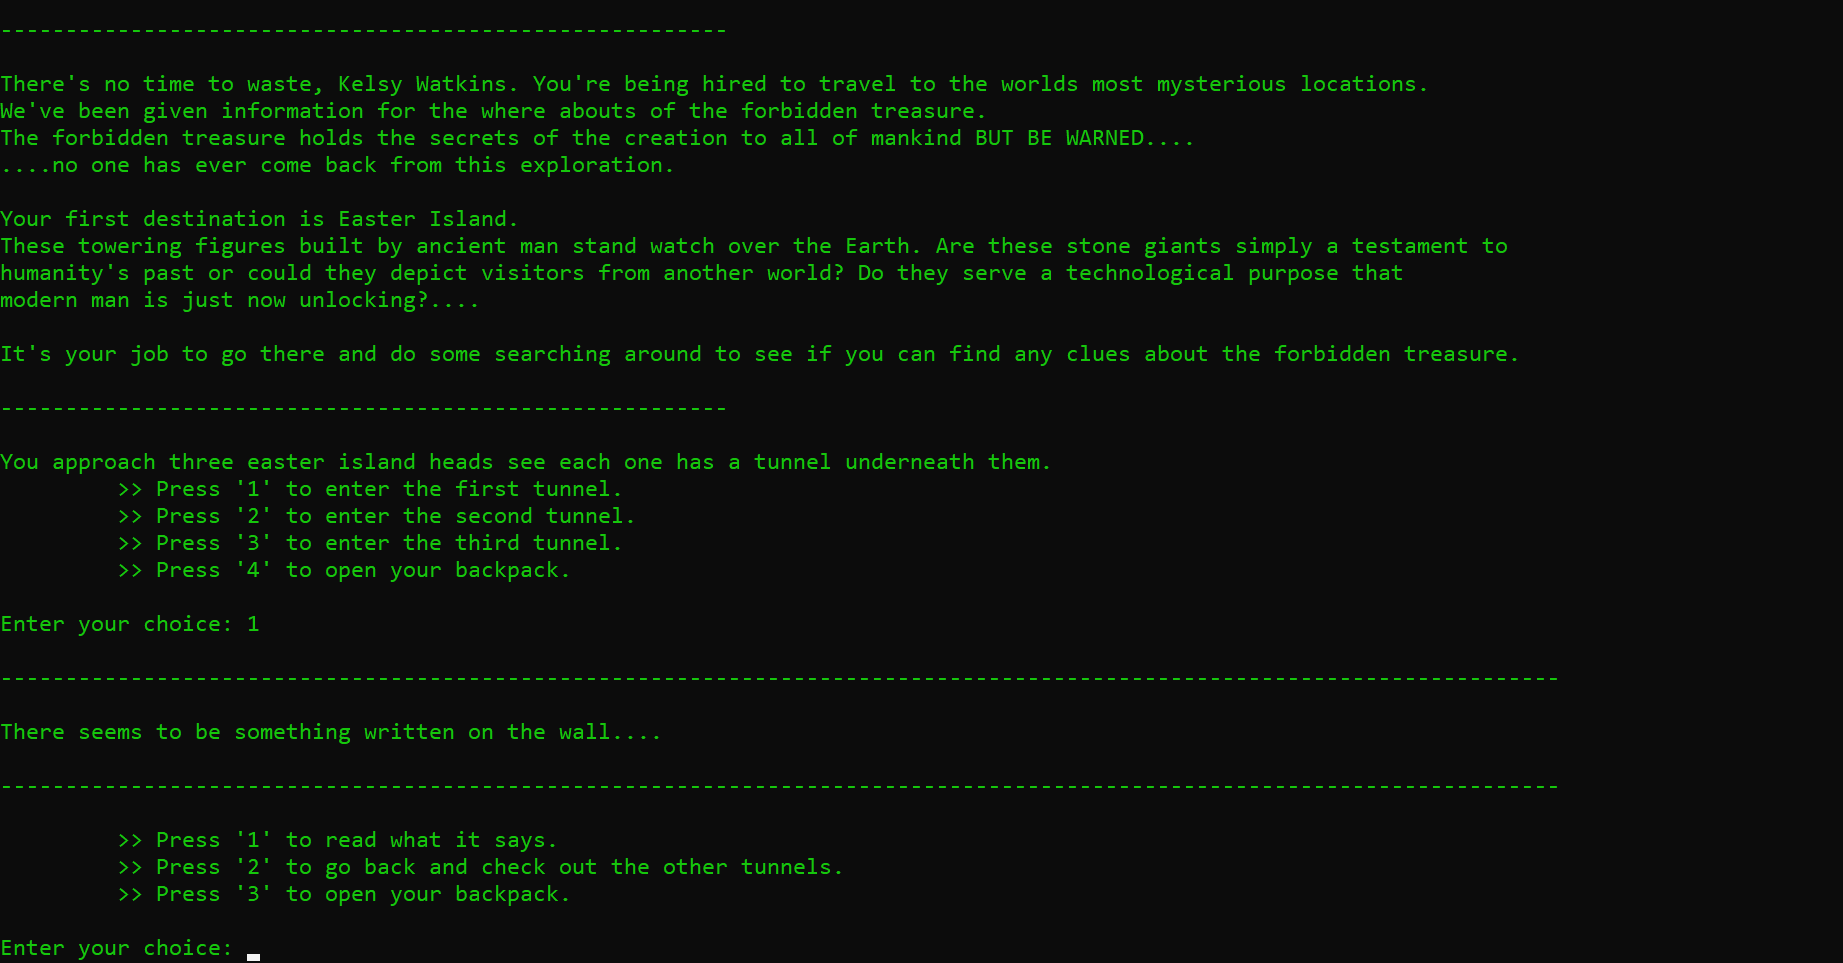 -------------------------------------------------------- 
There's no time to waste, Kelsy Watkins. You're being hired to travel to the worlds most mysterious locations.
We've been given information for the where abouts of the forbidden treasure.
The forbidden treasure holds the secrets of the creation to all of mankind BUT BE WARNED....
....no one has ever come back from this exploration.
Your first destination is Easter Island.
These towering figures built by ancient man stand watch over the Earth. Are these stone giants simply a testament to
humanity's past or could they depict visitors from another world? Do they serve a technological purpose that
modern man is just now unlocking?....
It's your job to go there and do some searching around to see if you can find any clues about the forbidden treasure.
--------------------------------------------------------
You approach three easter island heads see each one has a tunnel underneath them.
>> Press '1' to enter the first tunnel.
>> Press '2' to enter the second tunnel.
>> Press '3' to enter the third tunnel.
>> Press '4' to open your backpack.
Enter your choice: 1
------------------------------------------------------------------------------------------------------------------------
There seems to be something written on the wall....
------------------------------------------------------------------------------------------------------------------------
>> Press '1' to read what it says.
>> Press '2' to go back and check out the other tunnels.
>> Press '3' to open your backpack.
Enter your choice: